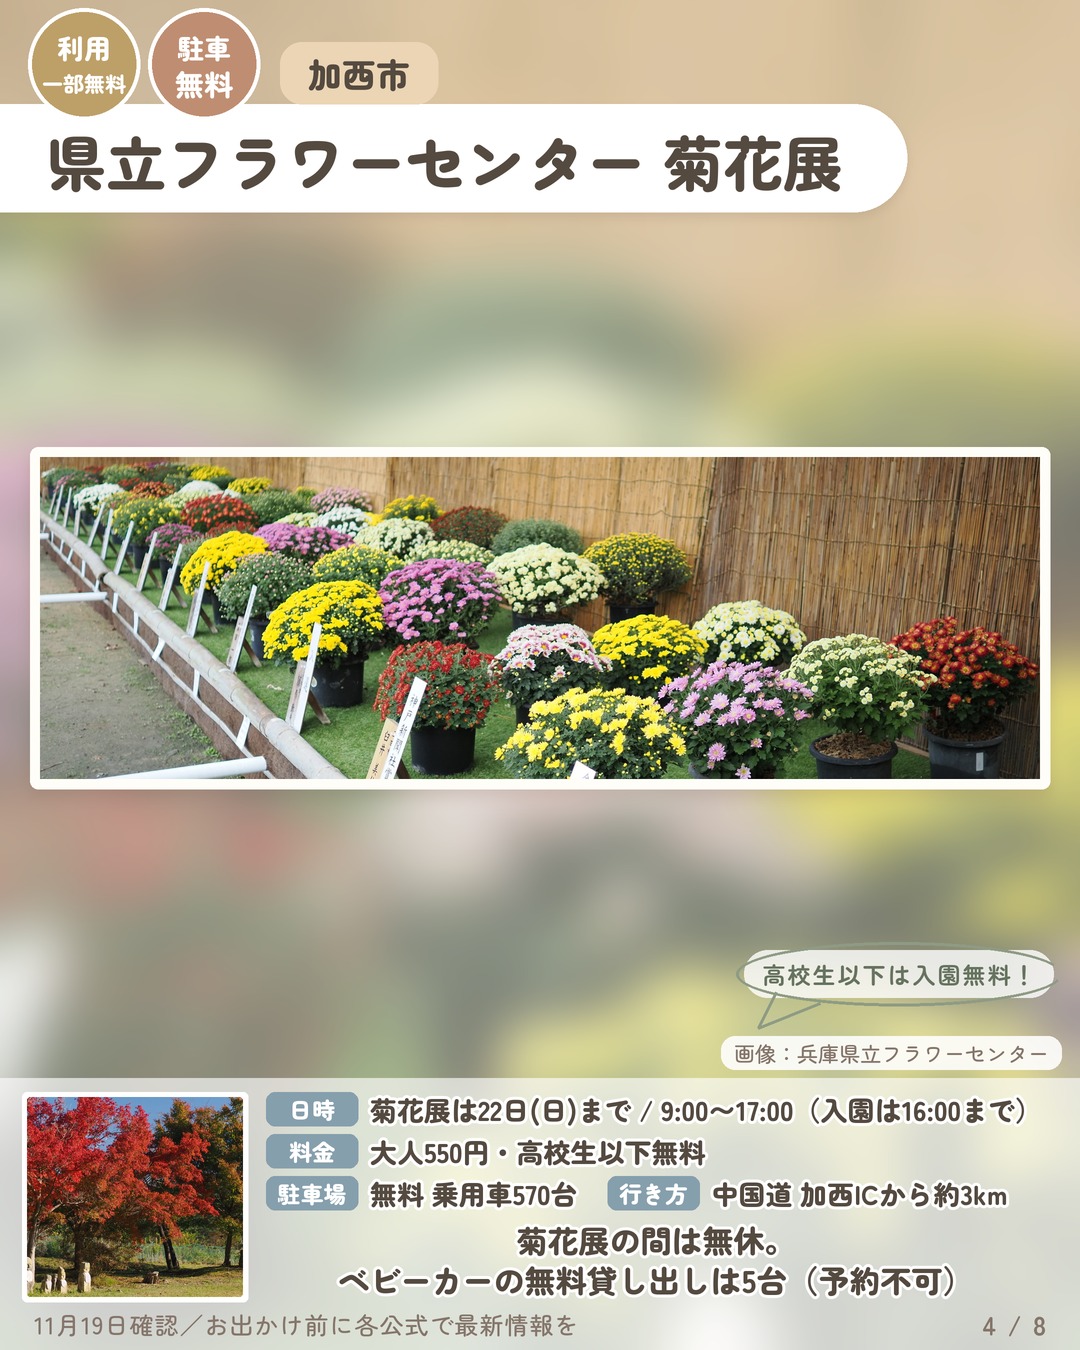 利用
一部無料
駐車
無料
加西市
県立フラワーセンター 菊花展
神戸新聞社
高校生以下は入園無料！
画像：兵庫県立フラワーセンター
日時 菊花展は22日(日)まで / 9:00〜17:00（入園は16:00まで）
料金 大人550円・高校生以下無料
駐車場 無料 乗用車570台 行き方 中国道 加西ICから約3km
菊花展の間は無休。
ベビーカーの無料貸し出しは5台（予約不可）
11月19日確認／お出かけ前に各公式で最新情報を
4 / 8